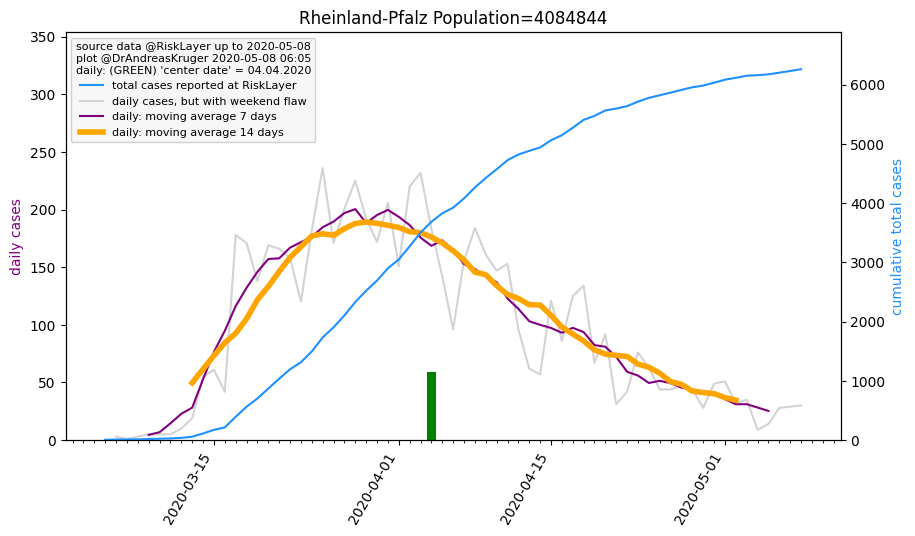 Rheinland-Pfalz Population=4084844
source data @RiskLayer up to 2020-05-08
plot @DrAndreasKruger 2020-05-08 06:05
daily: (GREEN) 'center date' = 04.04.2020
total cases reported at RiskLayer
daily cases, but with weekend flaw
daily: moving average 7 days
daily: moving average 14 days
daily cases
350
300
250
200
150
100
50
0
cumulative total cases
6000
5000
4000
3000
2000
1000
0
2020-03-15
2020-04-01
2020-04-15
2020-05-01